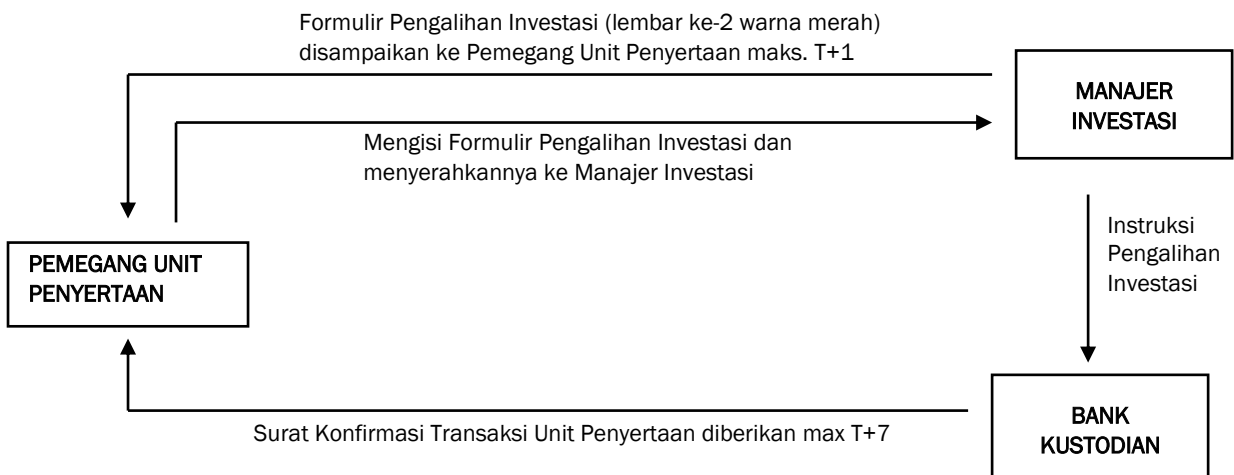 Formulir Pengalihan Investasi (lembar ke-2 warna merah)
disampaikan ke Pemegang Unit Penyertaan maks. T+1
MANAJER
INVESTASI
Mengisi Formulir Pengalihan Investasi dan
menyerahkannya ke Manajer Investasi
Instruksi
Pengalihan
Investasi
PEMEGANG UNIT
PENYERTAAN
BANK
KUSTODIAN
Surat Konfirmasi Transaksi Unit Penyertaan diberikan max T+7